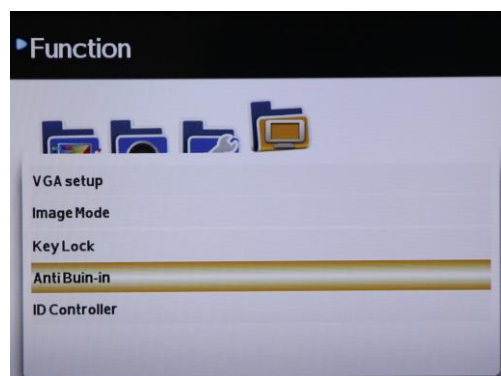 Function
VGA setup
Image Mode
Key Lock
Anti Buin-in
ID Controller